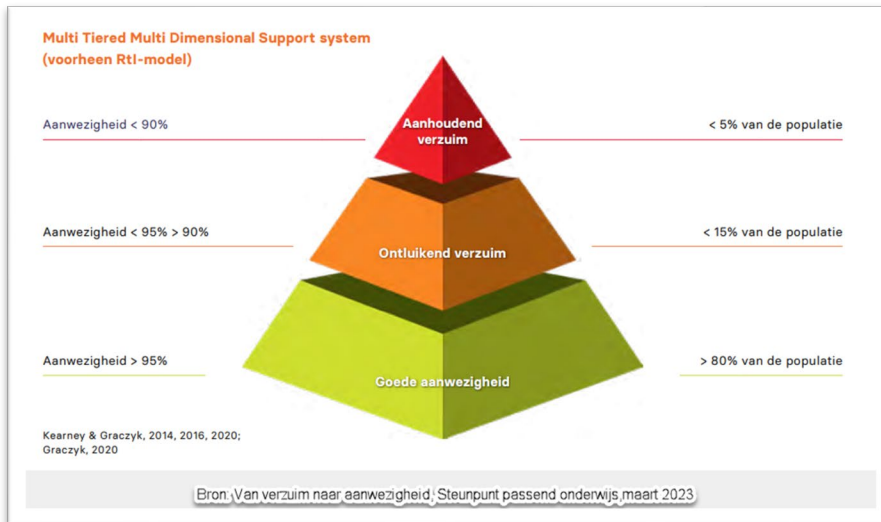 Multi Tiered Multi Dimensional Support system
(voorheen RtI-model)
Aanwezigheid < 90%
Aanhoudend
verzuim
< 5% van de populatie
Aanwezigheid < 95% > 90%
Ontluikend verzuim
< 15% van de populatie
Aanwezigheid > 95%
Goede aanwezigheid
> 80% van de populatie
Kearney & Graczyk, 2014, 2016, 2020;
Graczyk, 2020
Bron: Van verzuim naar aanwezigheid, Steunpunt passend onderwijs,maart 2023